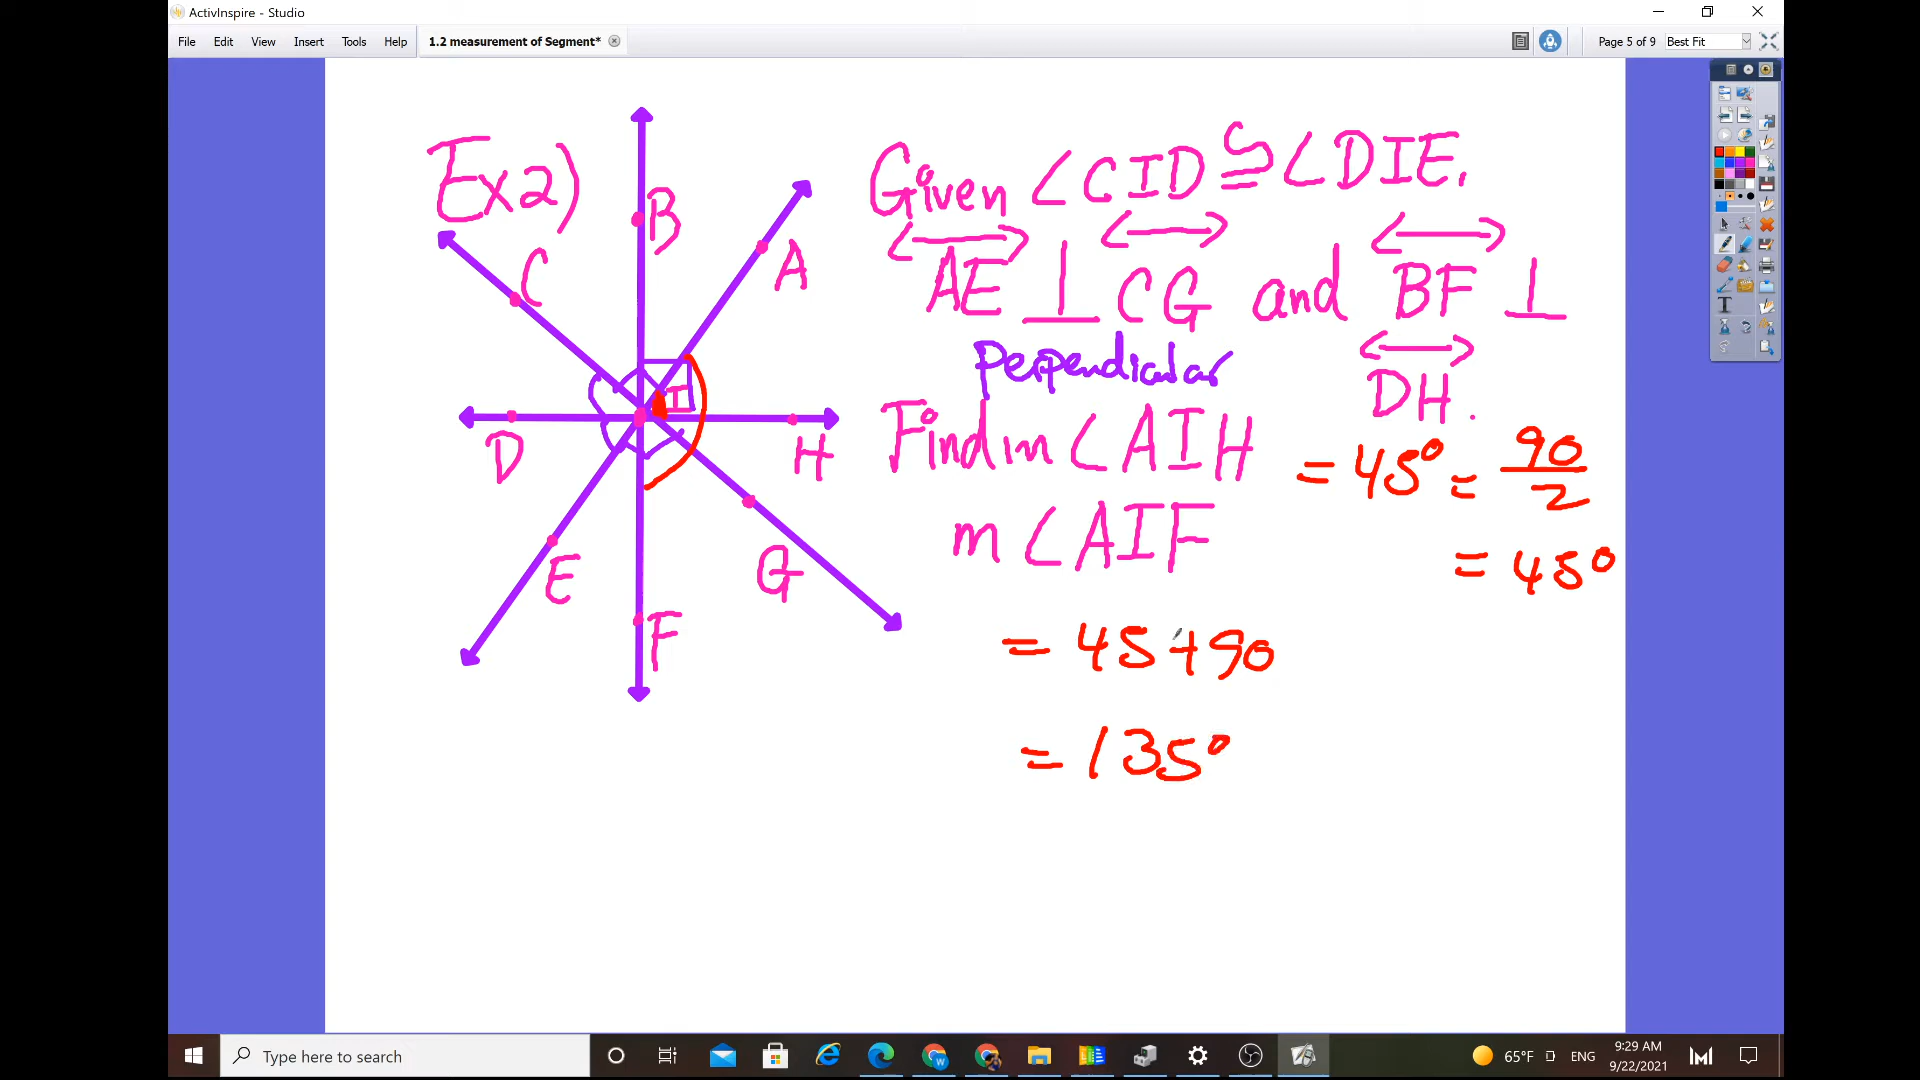 ActivInspire - Studio
File Edit View Insert Tools Help 1.2 measurement of Segment* Page 5 of 9 Best Fit
Ex2)
B
A
C
I
D
H
E
F
G
Given ∠CID ≅ ∠DIE.
AE ⊥ CG and BF ⊥
Perpendicular
DH.
Find m∠AIH = 45° = 90/2
= 45°
m∠AIF
= 45+90
= 135°
Type here to search
65°F ENG 9:29 AM
9/22/2021